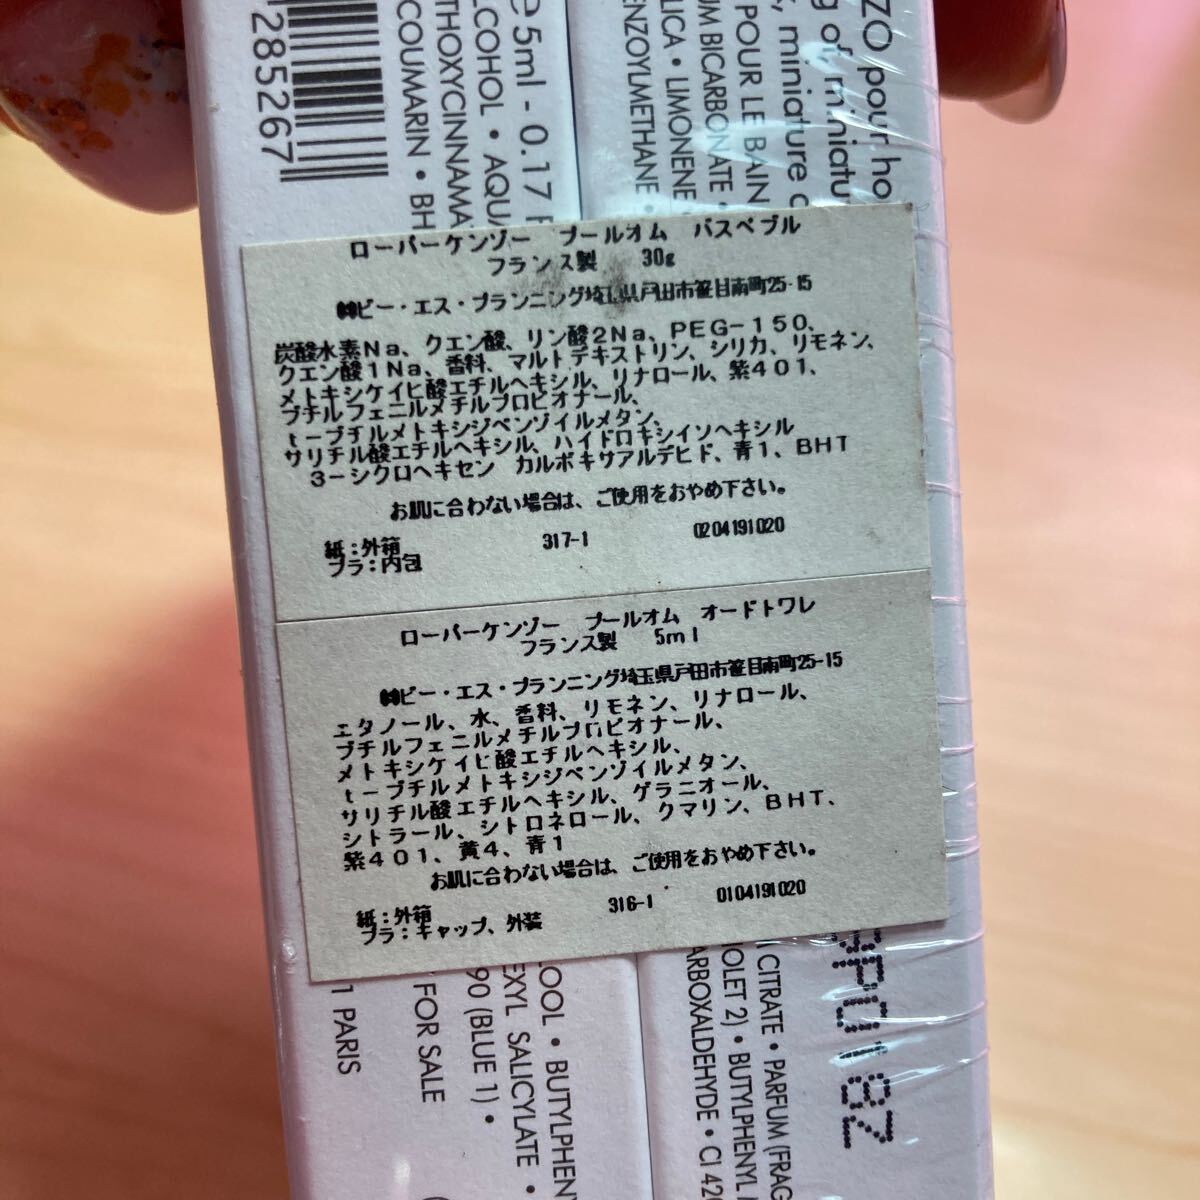 285267
e 5ml - 0.17 F
LCOHOL • AQU
THOXYCINNAMA
COUMARIN • BH
ZO pour ho
g of miniatu
, miniature
POUR LE BAIN
UM BICARBONATE •
LICA • LIMONENE
ENZOYLMETHANE •
ローパーケンゾー　プールオム　バスペブル
フランス製　30g
㈱ビー・エス・プランニング埼玉県戸田市笹目南町25-15
炭酸水素Na、クエン酸、リン酸2Na、PEG-150、
クエン酸1Na、香料、マルトデキストリン、シリカ、リモネン、
メトキシケイヒ酸エチルヘキシル、リナロール、紫401、
ブチルフェニルメチルプロピオナール、
t-ブチルメトキシジベンゾイルメタン、
サリチル酸エチルヘキシル、ハイドロキシイソヘキシル
3-シクロヘキセン　カルボキサアルデヒド、青1、BHT
お肌に合わない場合は、ご使用をおやめ下さい。
紙：外箱　317-1　0204191020
プラ：内包
ローパーケンゾー　プールオム　オードトワレ
フランス製　5ml
㈱ビー・エス・プランニング埼玉県戸田市笹目南町25-15
エタノール、水、香料、リモネン、リナロール、
ブチルフェニルメチルプロピオナール、
メトキシケイヒ酸エチルヘキシル、
t-ブチルメトキシジベンゾイルメタン、
サリチル酸エチルヘキシル、ゲラニオール、
シトラール、シトロネロール、クマリン、BHT、
紫401、黄4、青1
お肌に合わない場合は、ご使用をおやめ下さい。
紙：外箱　316-1　0104191020
プラ：キャップ、外装
OOL • BUTYLPHEN
EXYL SALICYLATE •
90 (BLUE 1) •
FOR SALE
1 PARIS
CITRATE • PARFUM (FRAG
OLET 2) • BUTYLPHENYL
ARBOXALDEHYDE • CI 420